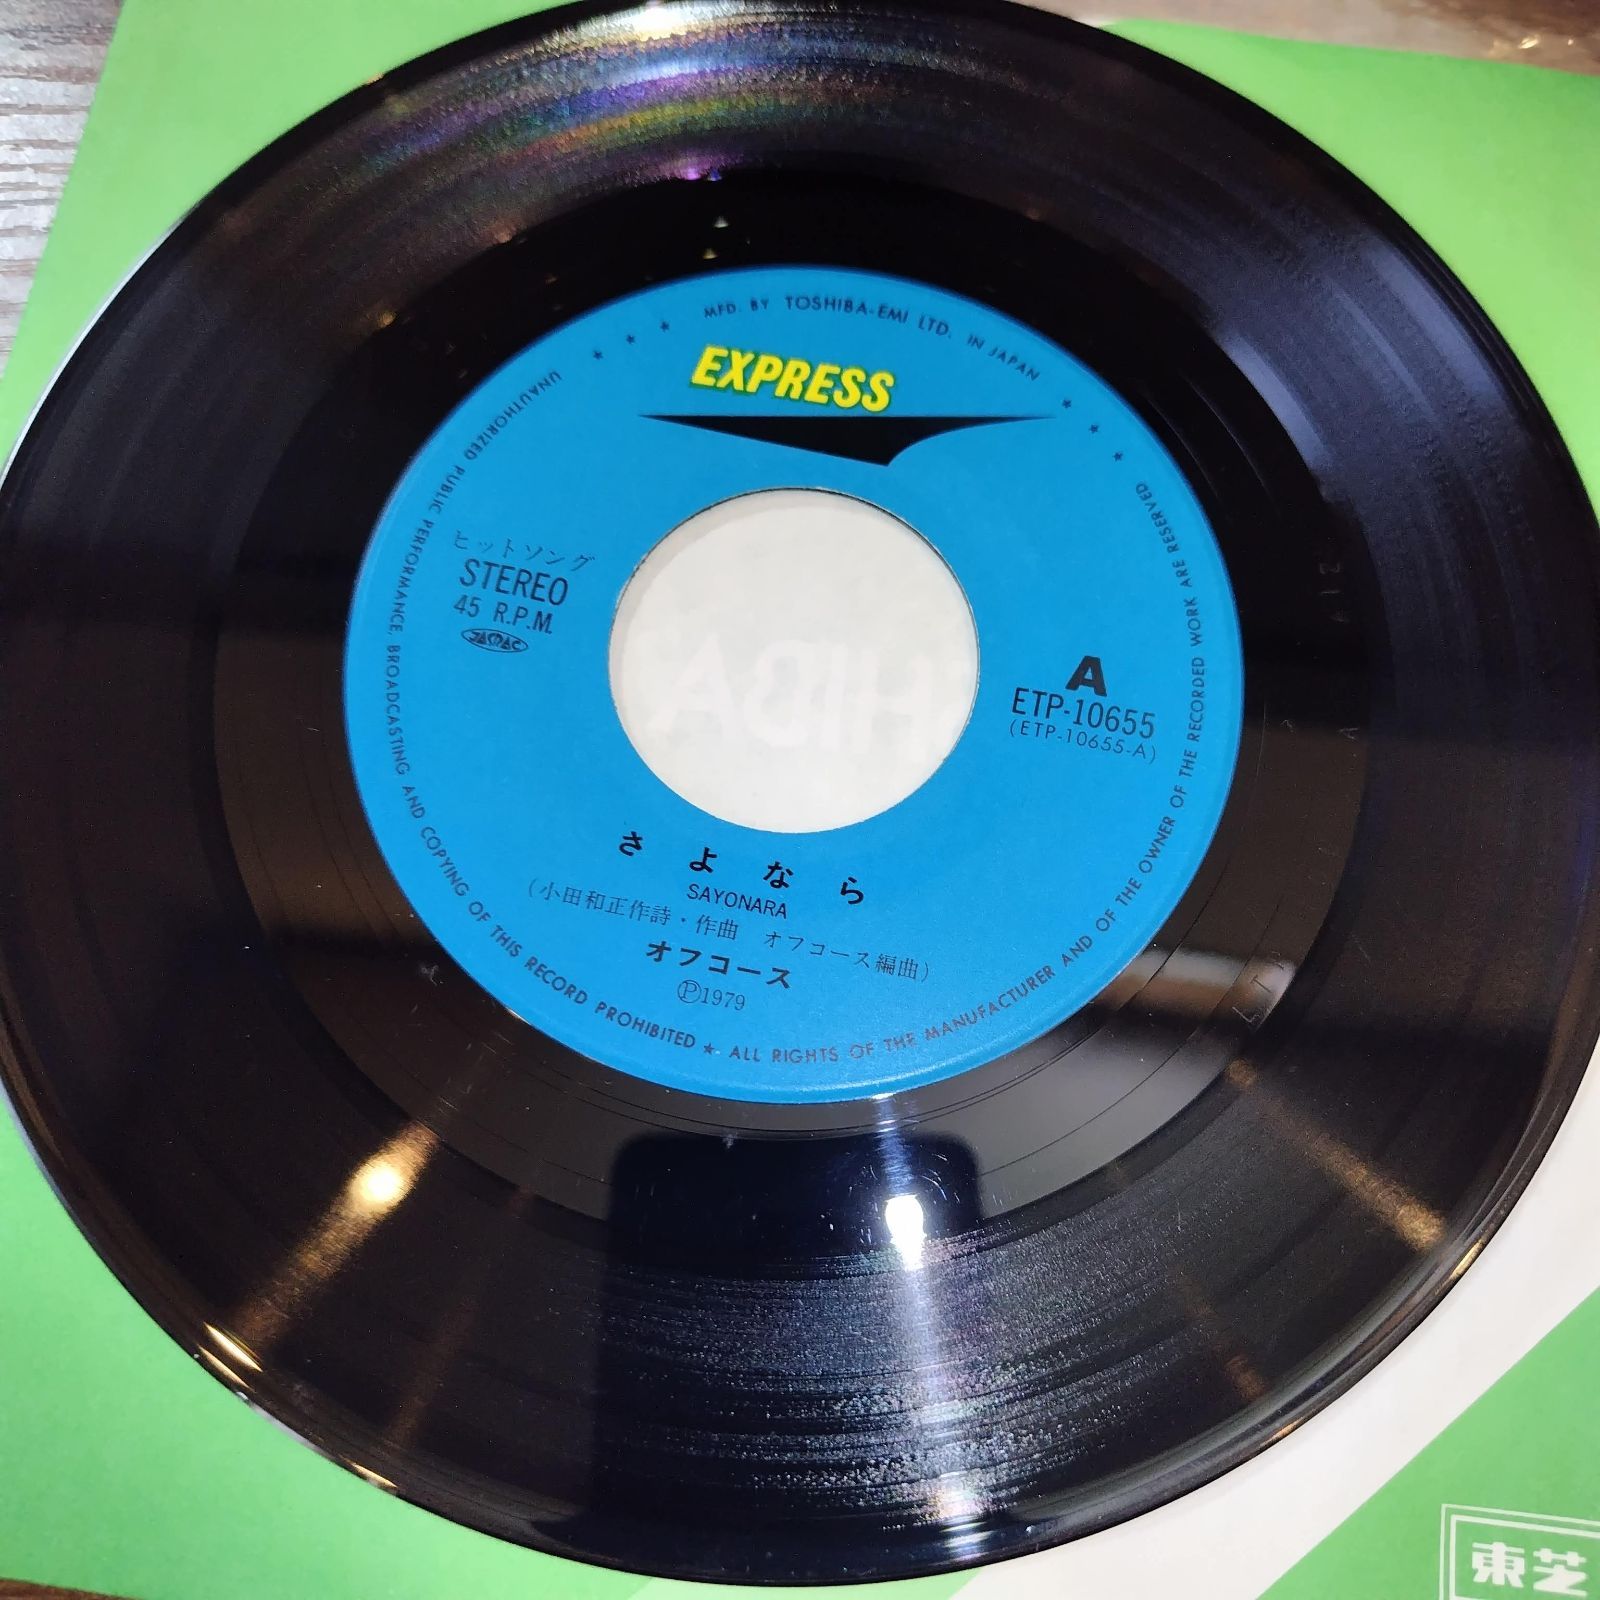 MFD. BY TOSHIBA-EMI LTD. IN JAPAN
EXPRESS
ヒットソング
STEREO
45 R.P.M.
JASRAC
A
ETP-10655
(ETP-10655-A)
さよなら
SAYONARA
(小田和正作詩・作曲 オフコース編曲)
オフコース
Ⓟ1979
UNAUTHORIZED PUBLIC PERFORMANCE, BROADCASTING AND COPYING OF THIS RECORD PROHIBITED ★ ALL RIGHTS OF THE MANUFACTURER AND OF THE OWNER OF THE RECORDED WORK ARE RESERVED
東芝